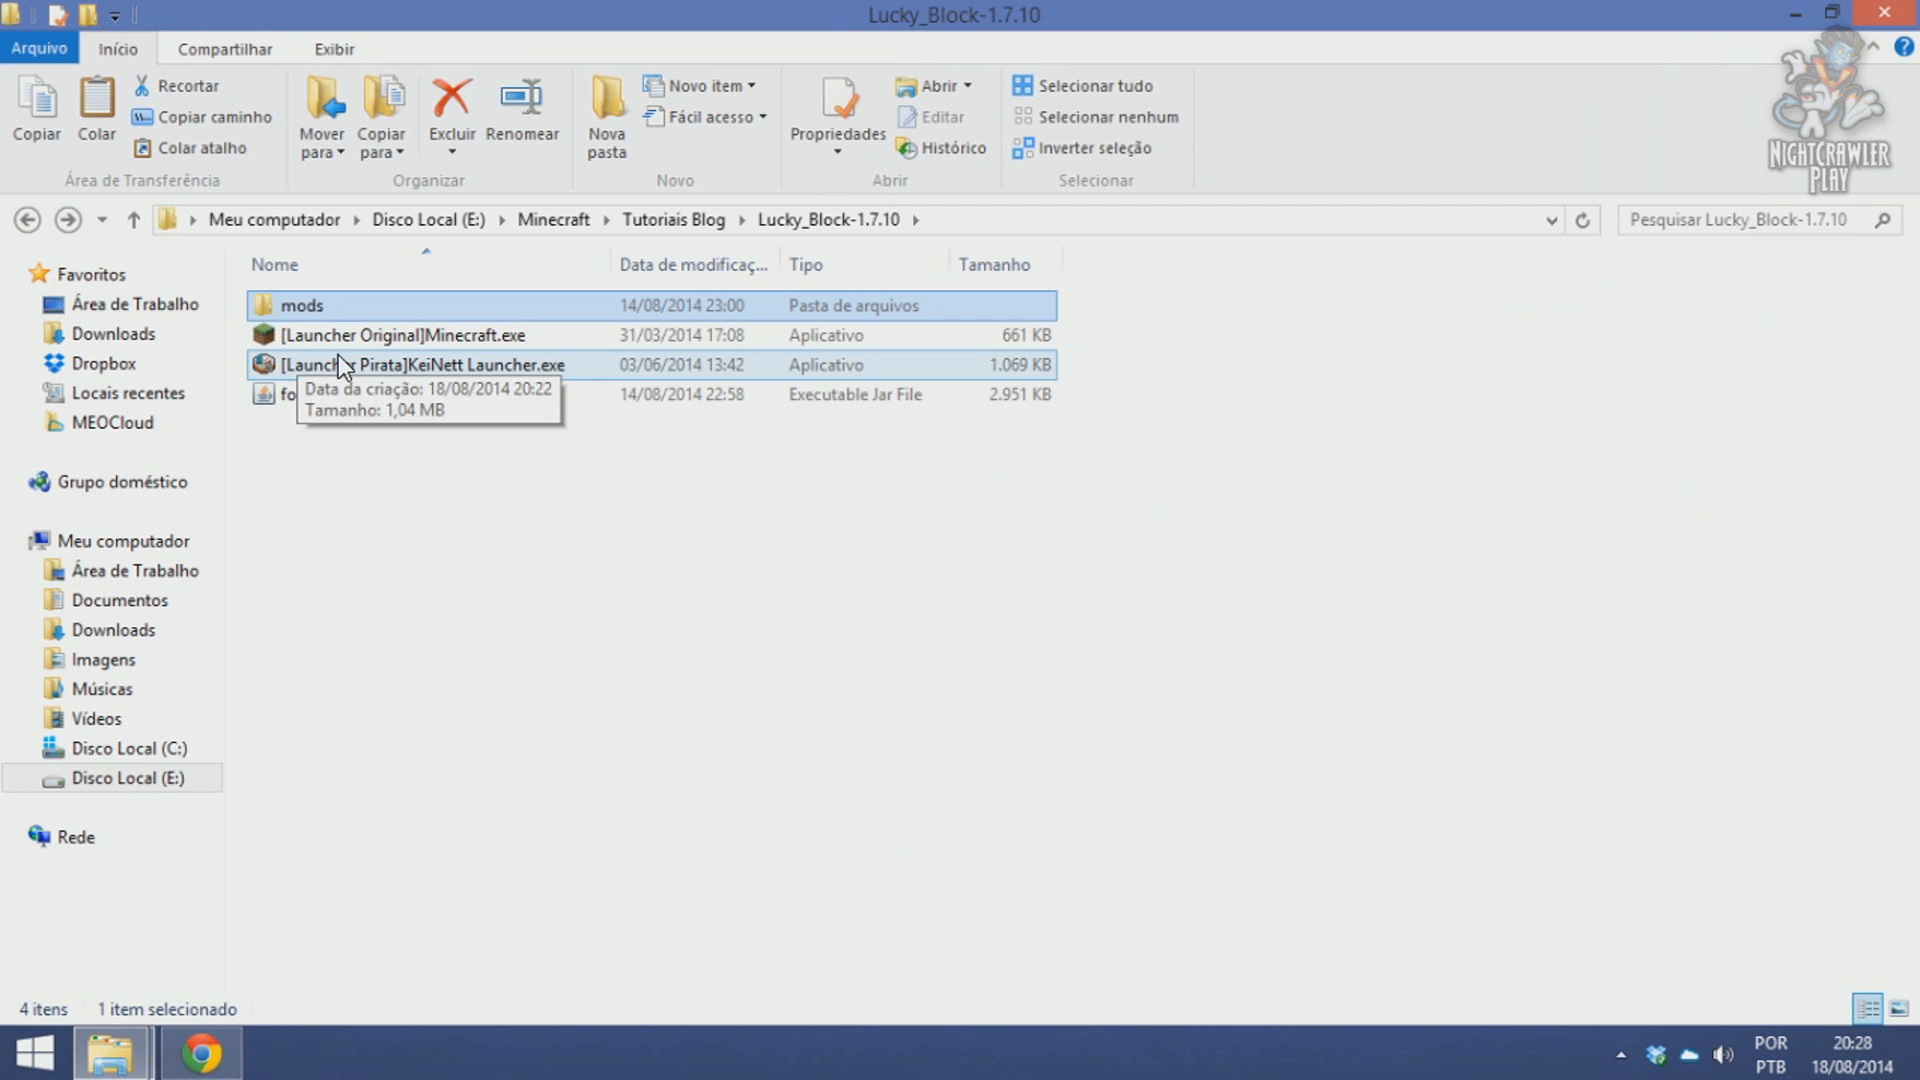 Lucky_Block-1.7.10
Arquivo Início Compartilhar Exibir
Copiar
Colar
Recortar
Copiar caminho
Colar atalho
Área de Transferência
Mover para
Copiar para
Excluir
Renomear
Organizar
Nova pasta
Novo item
Fácil acesso
Novo
Propriedades
Abrir
Editar
Histórico
Abrir
Selecionar tudo
Selecionar nenhum
Inverter seleção
Selecionar
NIGHTCRAWLER
PLAY
Meu computador Disco Local (E:) Minecraft Tutoriais Blog Lucky_Block-1.7.10
Pesquisar Lucky_Block-1.7.10
Nome Data de modificaç... Tipo Tamanho
mods 14/08/2014 23:00 Pasta de arquivos
[Launcher Original]Minecraft.exe 31/03/2014 17:08 Aplicativo 661 KB
[Launcher Pirata]KeiNett Launcher.exe 03/06/2014 13:42 Aplicativo 1.069 KB
fo 14/08/2014 22:58 Executable Jar File 2.951 KB
Data da criação: 18/08/2014 20:22
Tamanho: 1,04 MB
Favoritos
Área de Trabalho
Downloads
Dropbox
Locais recentes
MEOCloud
Grupo doméstico
Meu computador
Área de Trabalho
Documentos
Downloads
Imagens
Músicas
Vídeos
Disco Local (C:)
Disco Local (E:)
Rede
4 itens 1 item selecionado
POR
PTB
20:28
18/08/2014